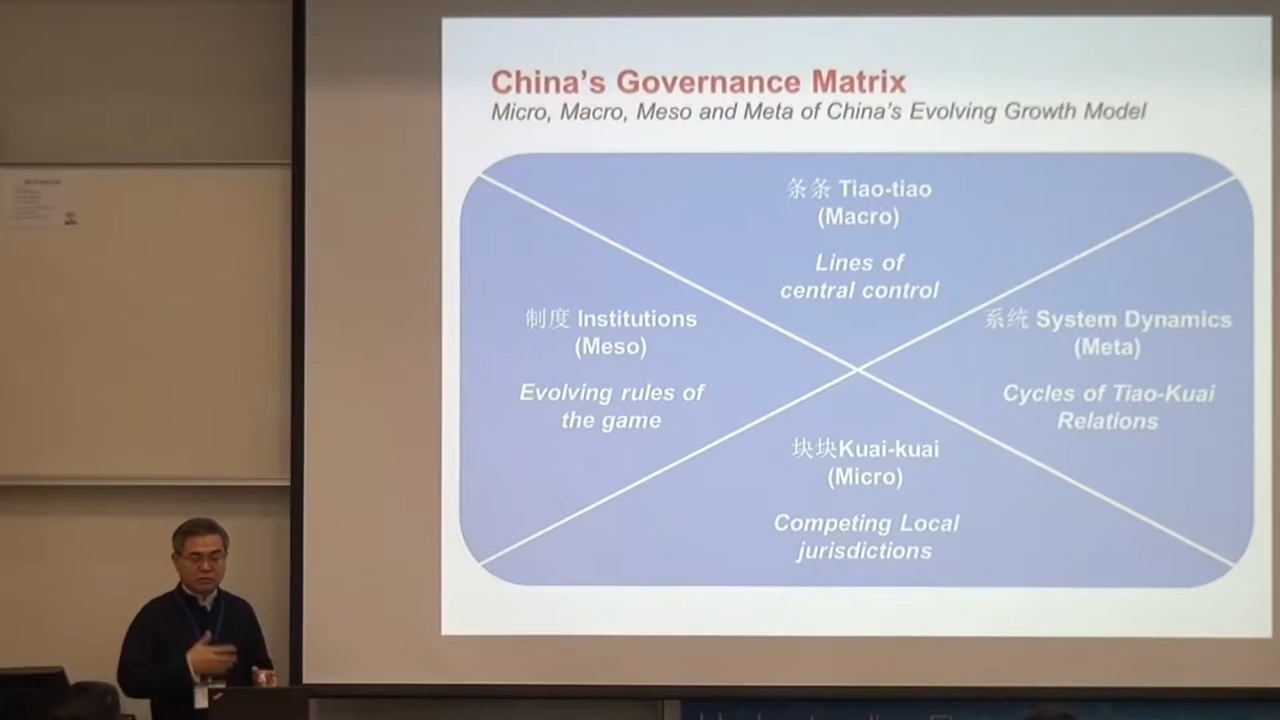 China's Governance Matrix
Micro, Macro, Meso and Meta of China's Evolving Growth Model
条条 Tiao-tiao
(Macro)
Lines of
central control
制度 Institutions
(Meso)
Evolving rules of
the game
系统 System Dynamics
(Meta)
Cycles of Tiao-Kuai
Relations
块块Kuai-kuai
(Micro)
Competing Local
jurisdictions